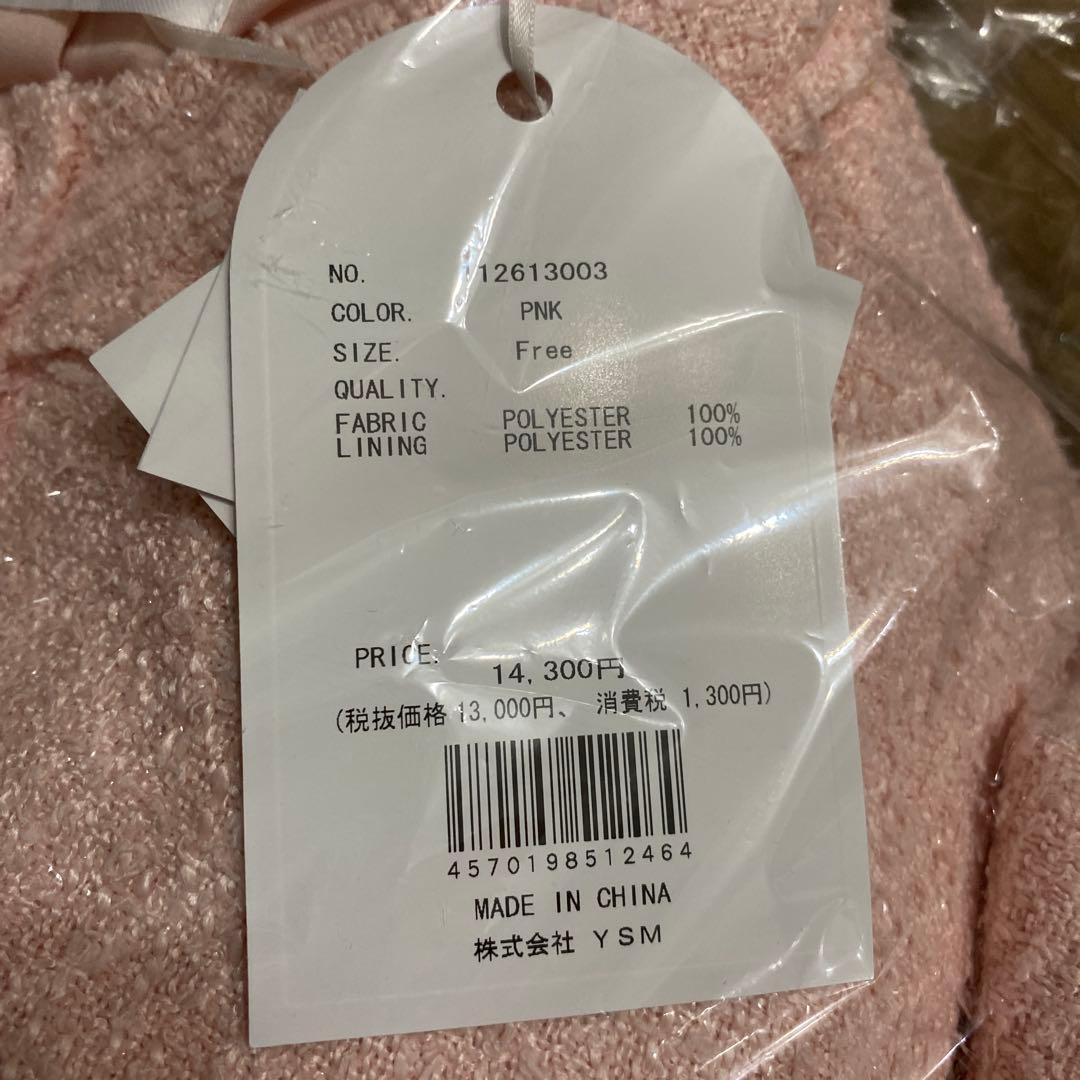 NO. 112613003
COLOR. PNK
SIZE. Free
QUALITY.
FABRIC POLYESTER 100%
LINING POLYESTER 100%
PRICE. 14,300円
(税抜価格 13,000円、 消費税 1,300円)
4570198512464
MADE IN CHINA
株式会社 YSM